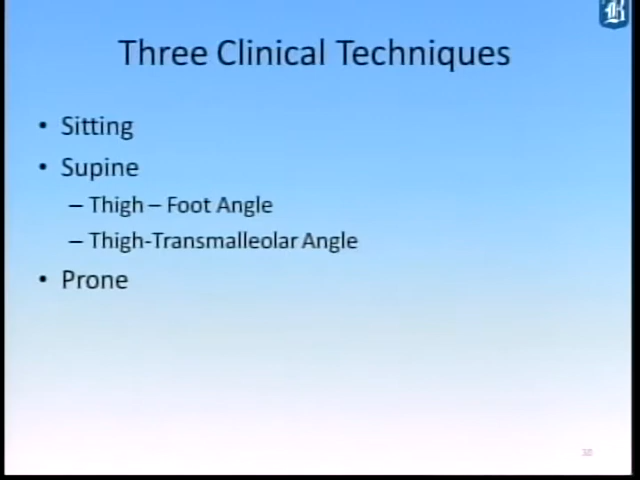 Three Clinical Techniques
• Sitting
• Supine
– Thigh – Foot Angle
– Thigh-Transmalleolar Angle
• Prone